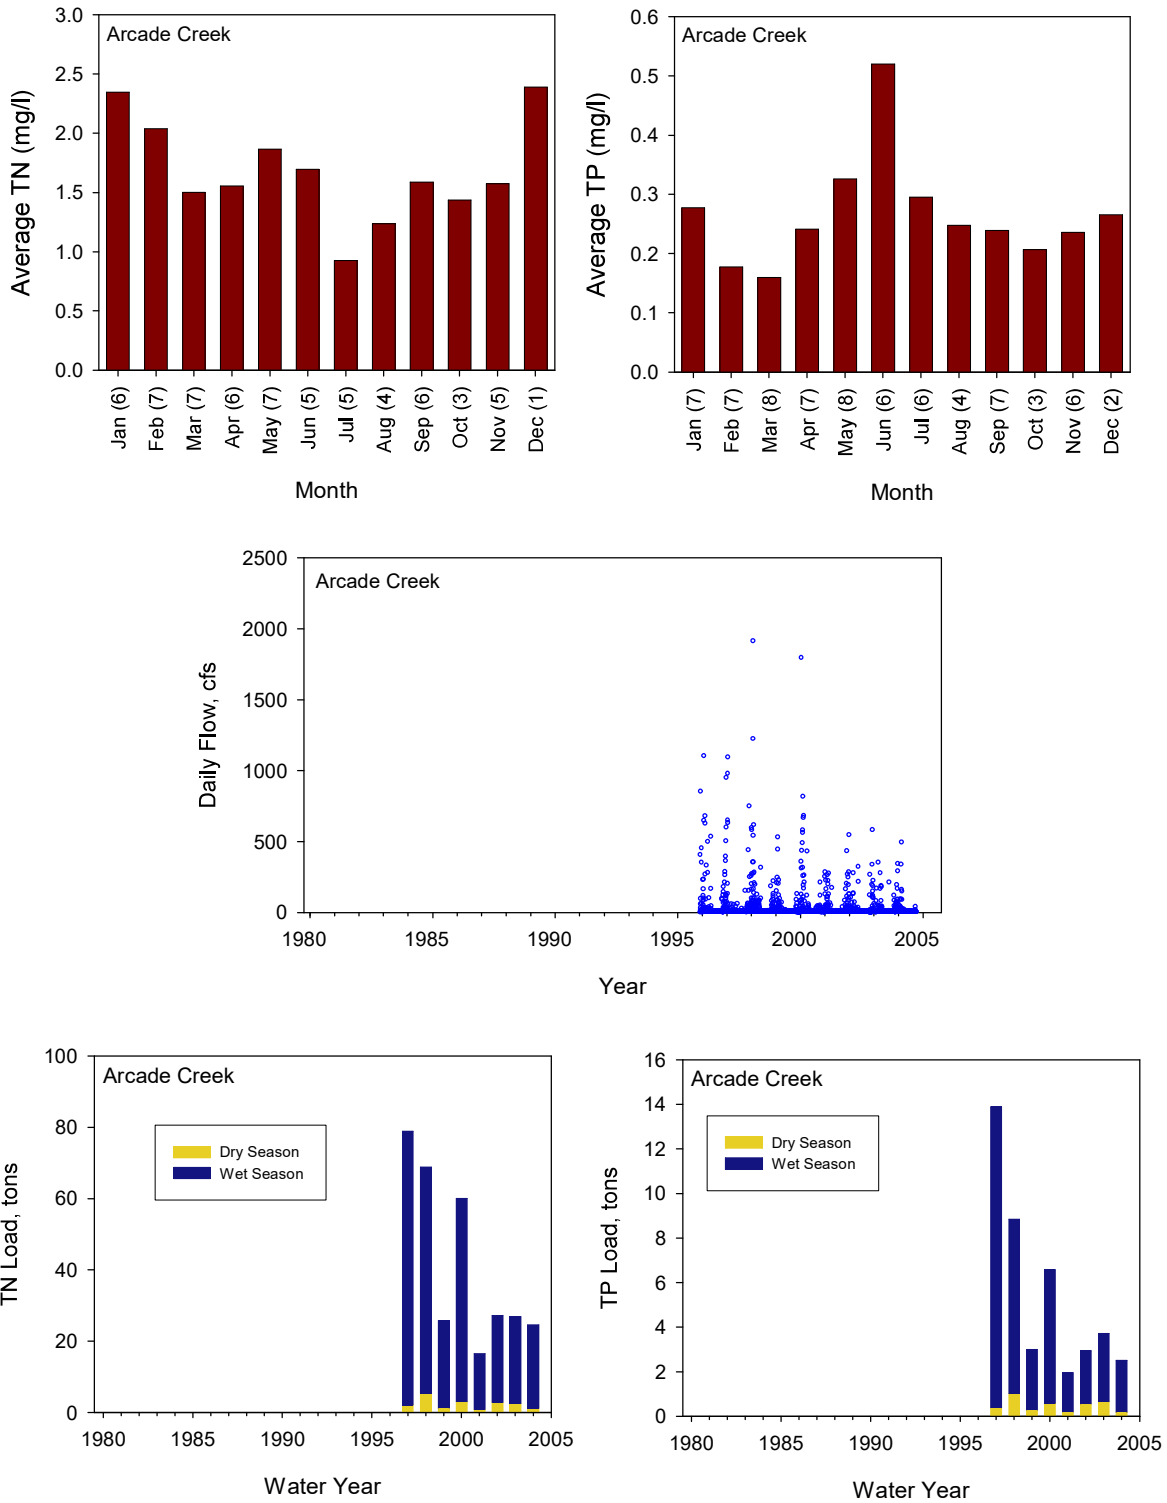 Arcade Creek
Average TN (mg/l)
3.0
2.5
2.0
1.5
1.0
0.5
0.0
Jan (6)
Feb (7)
Mar (7)
Apr (6)
May (7)
Jun (5)
Jul (5)
Aug (4)
Sep (6)
Oct (3)
Nov (5)
Dec (1)
Month
Arcade Creek
Average TP (mg/l)
0.6
0.5
0.4
0.3
0.2
0.1
0.0
Jan (7)
Feb (7)
Mar (8)
Apr (7)
May (8)
Jun (6)
Jul (6)
Aug (4)
Sep (7)
Oct (3)
Nov (6)
Dec (2)
Month
Arcade Creek
Daily Flow, cfs
2500
2000
1500
1000
500
0
1980 1985 1990 1995 2000 2005
Year
Arcade Creek
TN Load, tons
100
80
60
40
20
0
Dry Season
Wet Season
1980 1985 1990 1995 2000 2005
Water Year
Arcade Creek
TP Load, tons
16
14
12
10
8
6
4
2
0
Dry Season
Wet Season
1980 1985 1990 1995 2000 2005
Water Year